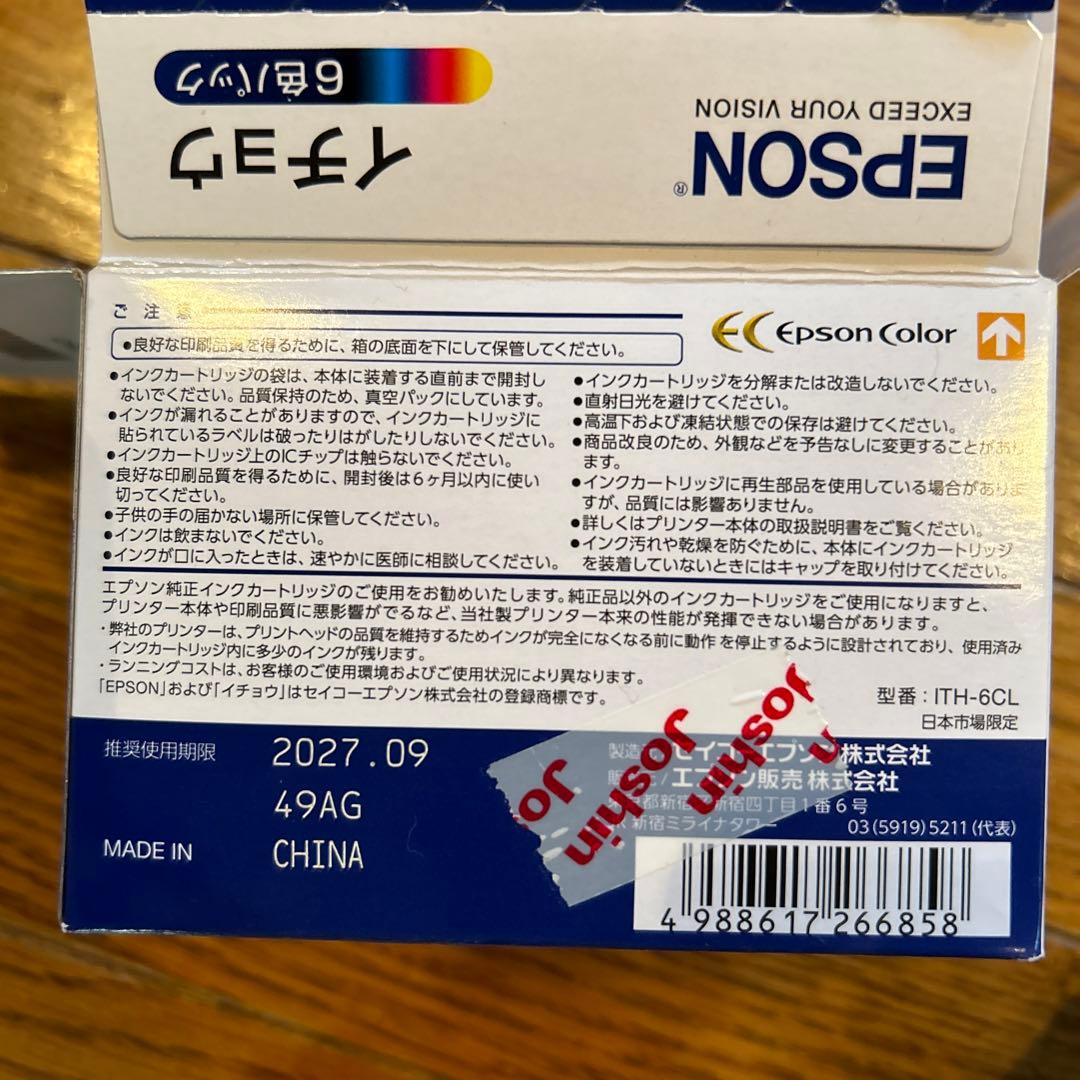 6色パック
イチョウ
EXCEED YOUR VISION
EPSON®
ご注意
●良好な印刷品質を得るために、箱の底面を下にして保管してください。
EC Epson Color
●インクカートリッジの袋は、本体に装着する直前まで開封し
ないでください。品質保持のため、真空パックにしています。
●インクが漏れることがありますので、インクカートリッジに
貼られているラベルは破ったりはがしたりしないでください。
●インクカートリッジ上のICチップは触らないでください。
●良好な印刷品質を得るために、開封後は6ヶ月以内に使い
切ってください。
●子供の手の届かない場所に保管してください。
●インクは飲まないでください。
●インクが口に入ったときは、速やかに医師に相談してください。
●インクカートリッジを分解または改造しないでください。
●直射日光を避けてください。
●高温下および凍結状態での保存は避けてください。
●商品改良のため、外観などを予告なしに変更することがあり
ます。
●インクカートリッジに再生部品を使用している場合がありま
すが、品質には影響ありません。
●詳しくはプリンター本体の取扱説明書をご覧ください。
●インク汚れや乾燥を防ぐために、本体にインクカートリッジ
を装着していないときにはキャップを取り付けてください。
エプソン純正インクカートリッジのご使用をお勧めいたします。純正品以外のインクカートリッジをご使用になりますと、
プリンター本体や印刷品質に悪影響がでるなど、当社製プリンター本来の性能が発揮できない場合があります。
・弊社のプリンターは、プリントヘッドの品質を維持するためインクが完全になくなる前に動作を停止するように設計されており、使用済み
インクカートリッジ内に多少のインクが残ります。
・ランニングコストは、お客様のご使用環境およびご使用状況により異なります。
「EPSON」および「イチョウ」はセイコーエプソン株式会社の登録商標です。
型番：ITH-6CL
日本市場限定
推奨使用期限 2027.09
49AG
MADE IN CHINA
製造 セイコーエプソン株式会社
販 エプソン販売株式会社
東京都新宿区新宿四丁目1番6号
JR新宿ミライナタワー 03(5919)5211(代表)
Joshin
Joshin
Jo
4 988617 266858